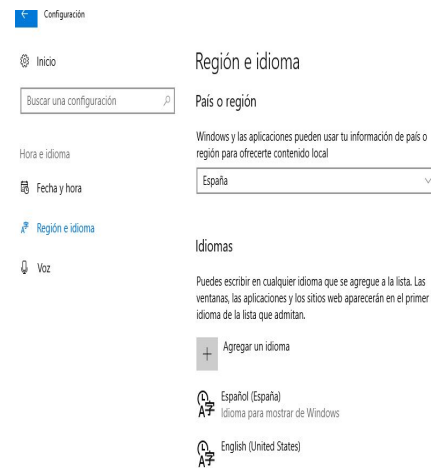 Configuración
Inicio
Buscar una configuración
Hora e idioma
Fecha y hora
Región e idioma
Voz
Región e idioma
País o región
Windows y las aplicaciones pueden usar tu información de país o
región para ofrecerte contenido local
España
Idiomas
Puedes escribir en cualquier idioma que se agregue a la lista. Las
ventanas, las aplicaciones y los sitios web aparecerán en el primer
idioma de la lista que admitan.
Agregar un idioma
Español (España)
Idioma para mostrar de Windows
English (United States)